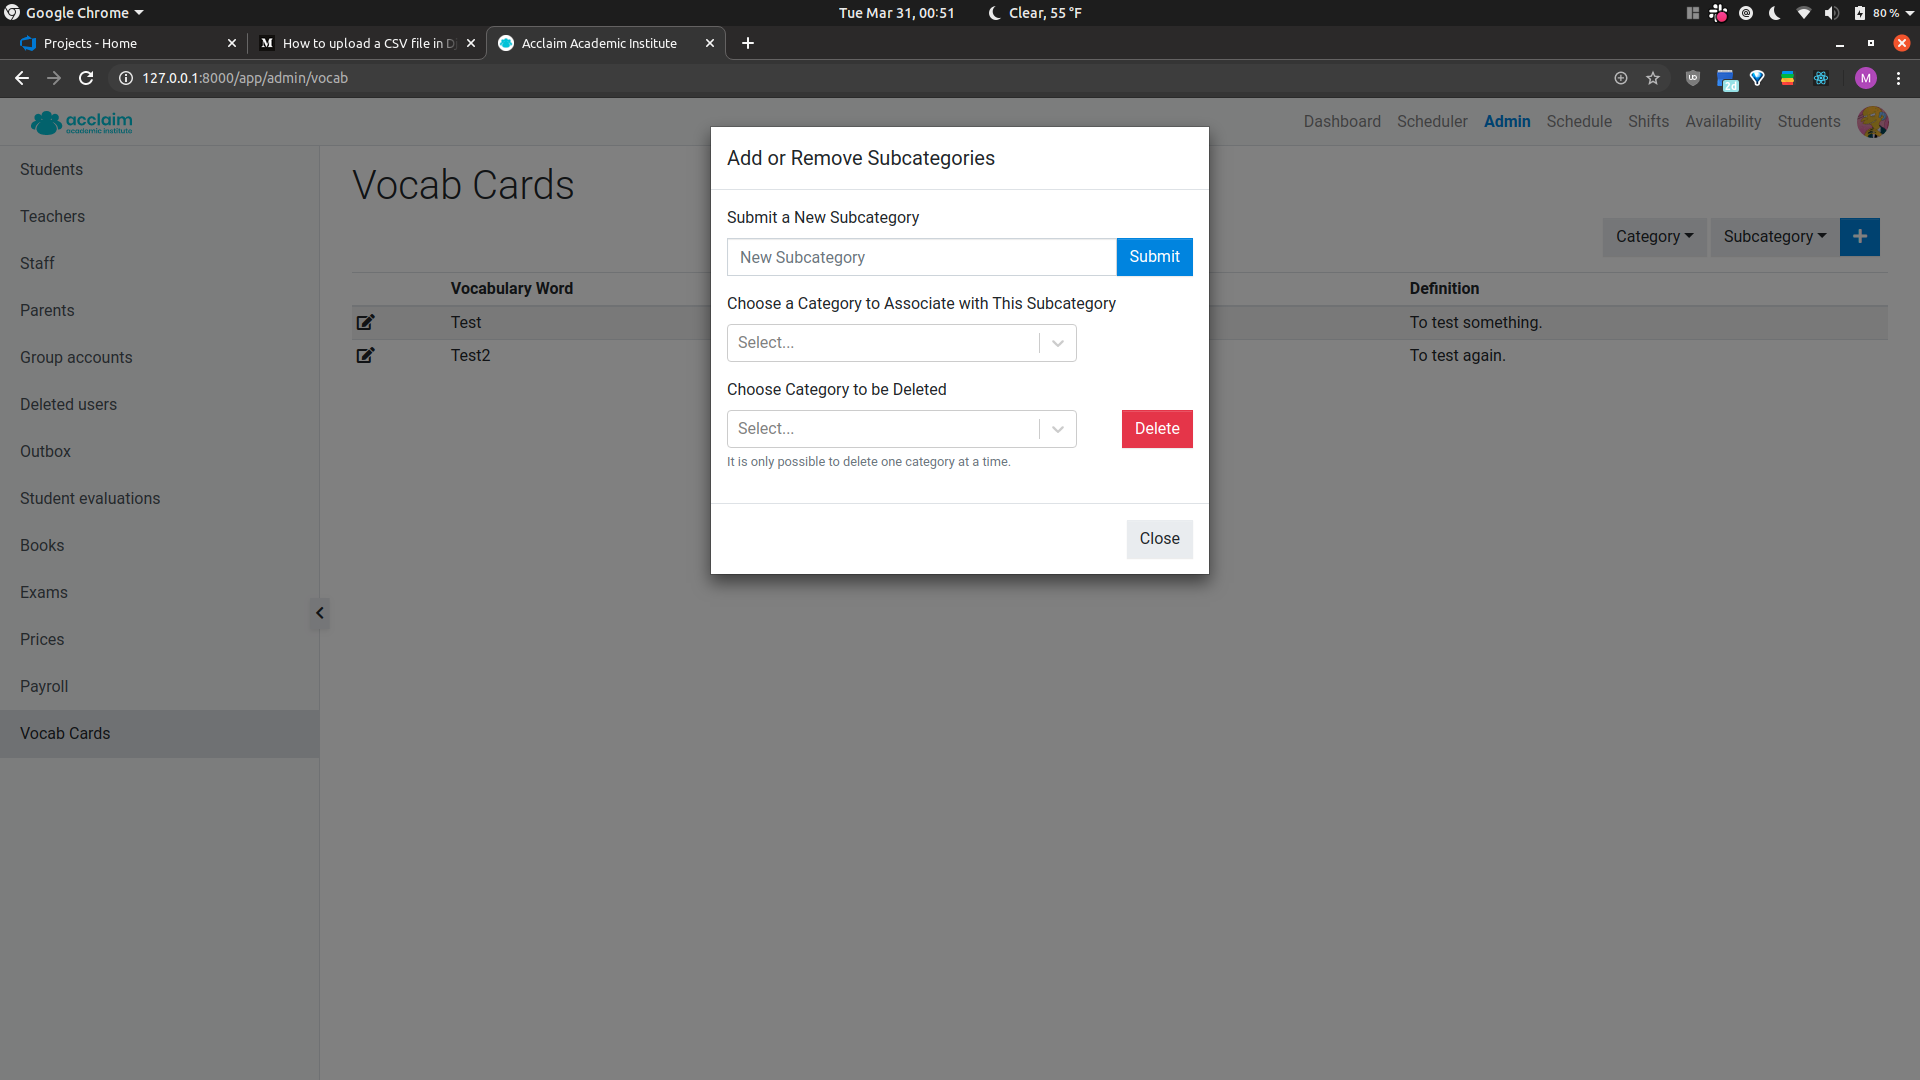 Google Chrome
Tue Mar 31, 00:51
Clear, 55 °F
80 %
Projects - Home
How to upload a CSV file in D
Acclaim Academic Institute
127.0.0.1:8000/app/admin/vocab
2d
M
acclaim
academic institute
Dashboard
Scheduler
Admin
Schedule
Shifts
Availability
Students
Students
Teachers
Staff
Parents
Group accounts
Deleted users
Outbox
Student evaluations
Books
Exams
Prices
Payroll
Vocab Cards
Vocab Cards
Category
Subcategory
Vocabulary Word
Definition
Test
To test something.
Test2
To test again.
Add or Remove Subcategories
Submit a New Subcategory
New Subcategory
Submit
Choose a Category to Associate with This Subcategory
Select...
Choose Category to be Deleted
Select...
Delete
It is only possible to delete one category at a time.
Close